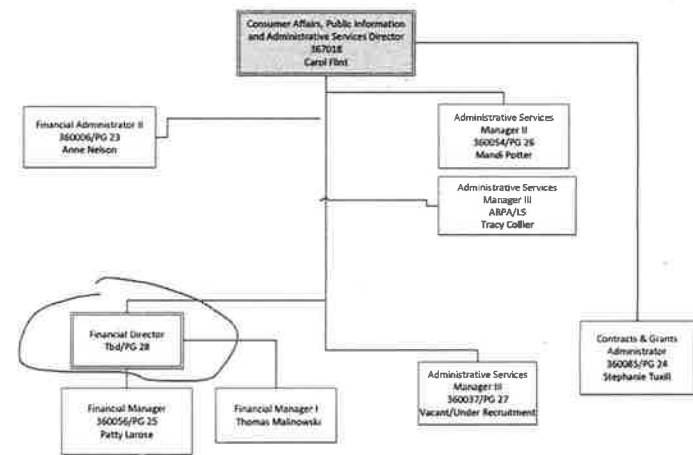 Consumer Affairs, Public Information
and Administrative Services Director
367018
Carol Flint
Financial Administrator II
360006/PG 23
Anne Nelson
Administrative Services
Manager II
360054/PG 26
Mandi Potter
Administrative Services
Manager III
ARPA/LS
Tracy Collier
Financial Director
Tbd/PG 28
Contracts & Grants
Administrator
360085/PG 24
Stephanie Tuxill
Administrative Services
Manager III
360037/PG 27
Vacant/Under Recruitment
Financial Manager
360056/PG 25
Patty Larose
Financial Manager I
Thomas Malinowski